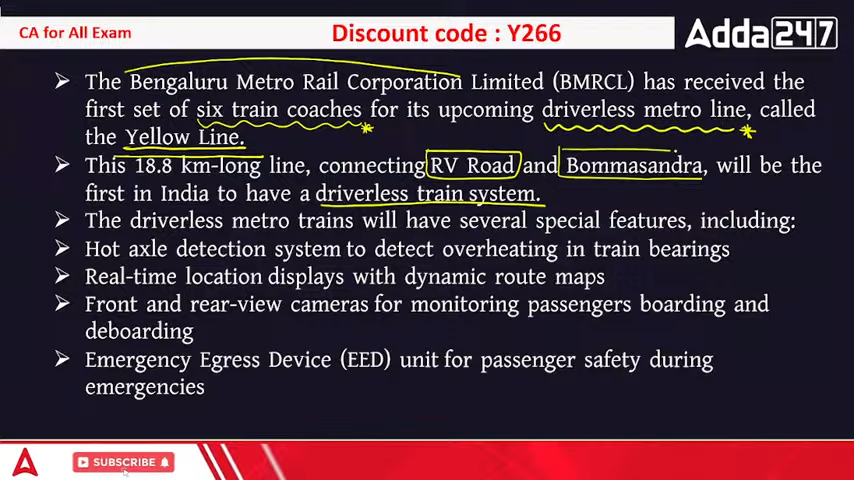 CA for All Exam
Discount code : Y266
Adda247
➢ The Bengaluru Metro Rail Corporation Limited (BMRCL) has received the
first set of six train coaches for its upcoming driverless metro line, called
the Yellow Line.
➢ This 18.8 km-long line, connecting RV Road and Bommasandra, will be the
first in India to have a driverless train system.
➢ The driverless metro trains will have several special features, including:
➢ Hot axle detection system to detect overheating in train bearings
➢ Real-time location displays with dynamic route maps
➢ Front and rear-view cameras for monitoring passengers boarding and
deboarding
➢ Emergency Egress Device (EED) unit for passenger safety during
emergencies
SUBSCRIBE